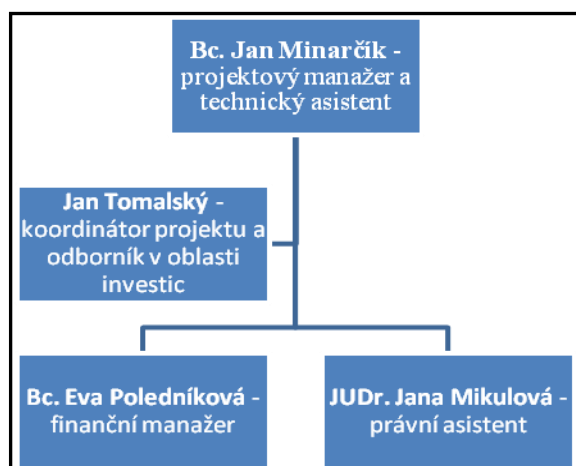 Bc. Jan Minarčík -
projektový manažer a
technický asistent
Jan Tomalský -
koordinátor projektu a
odborník v oblasti
investic
Bc. Eva Poledníková -
finanční manažer
JUDr. Jana Mikulová -
právní asistent